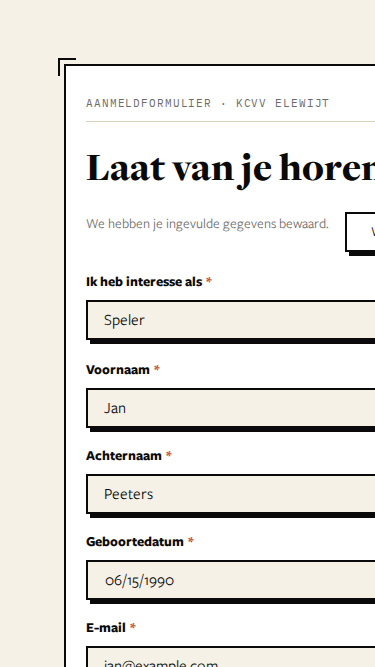 AANMELDFORMULIER · KCVV ELEWIJT
Laat van je horen
We hebben je ingevulde gegevens bewaard.
Ik heb interesse als *
Speler
Voornaam *
Jan
Achternaam *
Peeters
Geboortedatum *
06/15/1990
E-mail *
jan@example.com